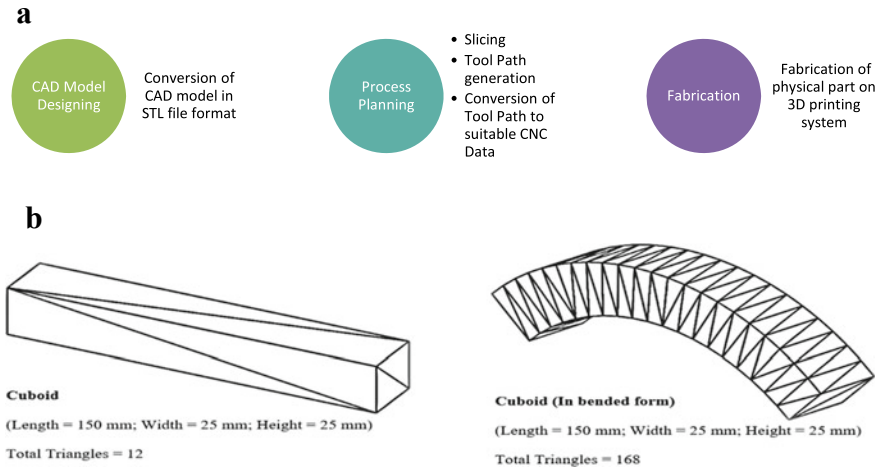 a
CAD Model
Designing
Conversion of
CAD model in
STL file format
Process
Planning
• Slicing
• Tool Path
generation
• Conversion of
Tool Path to
suitable CNC
Data
Fabrication
Fabrication of
physical part on
3D printing
system
b
Cuboid
(Length = 150 mm; Width = 25 mm; Height = 25 mm)
Total Triangles = 12
Cuboid (In bended form)
(Length = 150 mm; Width = 25 mm; Height = 25 mm)
Total Triangles = 168